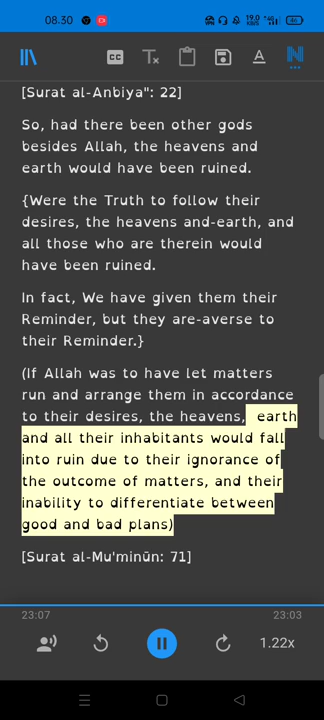 08.30
19.0
KB/S
46
CC
[Surat al-Anbiya": 22]
So, had there been other gods
besides Allah, the heavens and
earth would have been ruined.
{Were the Truth to follow their
desires, the heavens and-earth, and
all those who are therein would
have been ruined.
In fact, We have given them their
Reminder, but they are-averse to
their Reminder.}
(If Allah was to have let matters
run and arrange them in accordance
to their desires, the heavens, earth
and all their inhabitants would fall
into ruin due to their ignorance of
the outcome of matters, and their
inability to differentiate between
good and bad plans)
[Surat al-Mu'minūn: 71]
23:07
23:03
1.22x